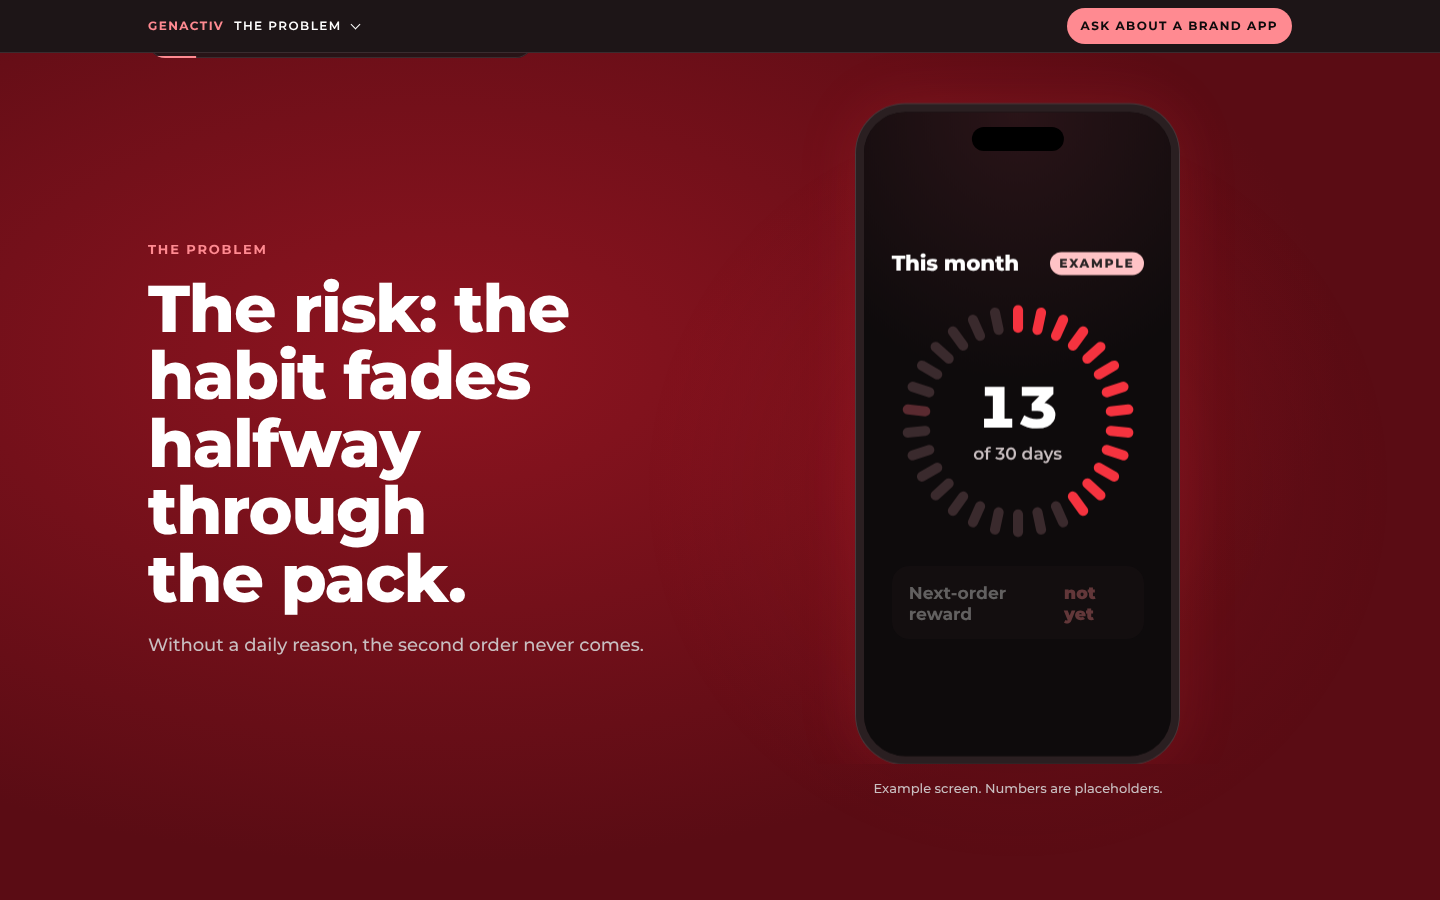 GENACTIV THE PROBLEM
ASK ABOUT A BRAND APP
THE PROBLEM
The risk: the
habit fades
halfway
through
the pack.
Without a daily reason, the second order never comes.
This month
EXAMPLE
13
of 30 days
Next-order
reward
not
yet
Example screen. Numbers are placeholders.